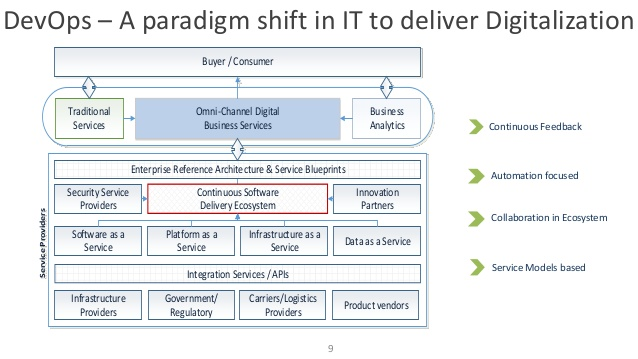 DevOps – A paradigm shift in IT to deliver Digitalization
Buyer / Consumer
Traditional
Services
Omni-Channel Digital
Business Services
Business
Analytics
Enterprise Reference Architecture & Service Blueprints
Security Service
Providers
Continuous Software
Delivery Ecosystem
Innovation
Partners
Software as a
Service
Platform as a
Service
Infrastructure as a
Service
Data as a Service
Integration Services / APIs
Infrastructure
Providers
Government/
Regulatory
Carriers/Logistics
Providers
Product vendors
Service Providers
Continuous Feedback
Automation focused
Collaboration in Ecosystem
Service Models based
9